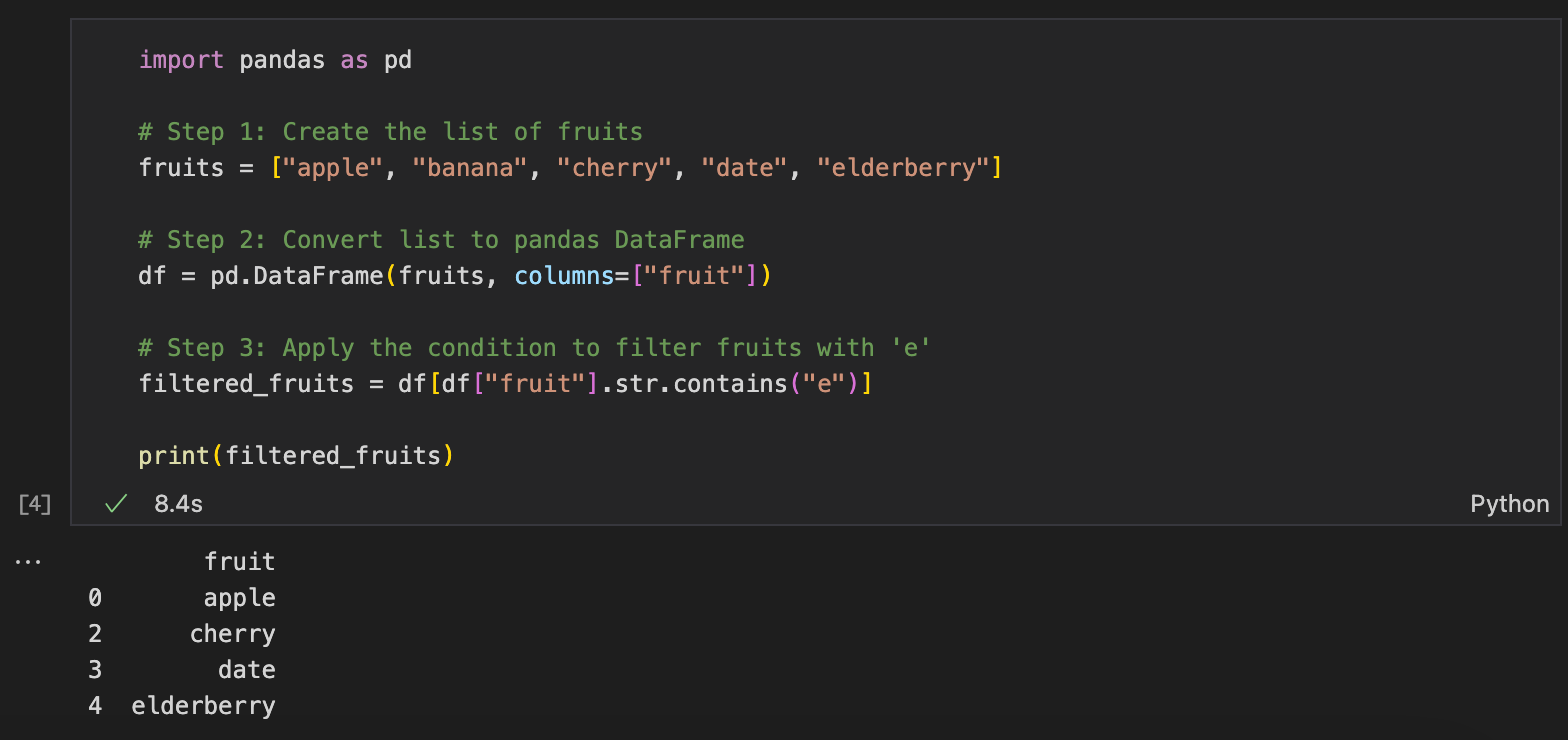 import pandas as pd
# Step 1: Create the list of fruits
fruits = ["apple", "banana", "cherry", "date", "elderberry"]
# Step 2: Convert list to pandas DataFrame
df = pd.DataFrame(fruits, columns=["fruit"])
# Step 3: Apply the condition to filter fruits with 'e'
filtered_fruits = df[df["fruit"].str.contains("e")]
print(filtered_fruits)
[4] ✓ 8.4s Python
... fruit
0 apple
2 cherry
3 date
4 elderberry